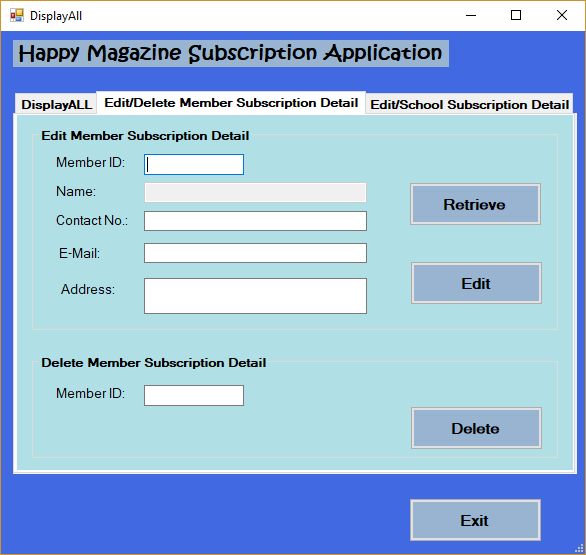 DisplayAll
Happy Magazine Subscription Application
DisplayALL Edit/Delete Member Subscription Detail Edit/School Subscription Detail
Edit Member Subscription Detail
Member ID:
Name:
Retrieve
Contact No.:
E-Mail:
Edit
Address:
Delete Member Subscription Detail
Member ID:
Delete
Exit